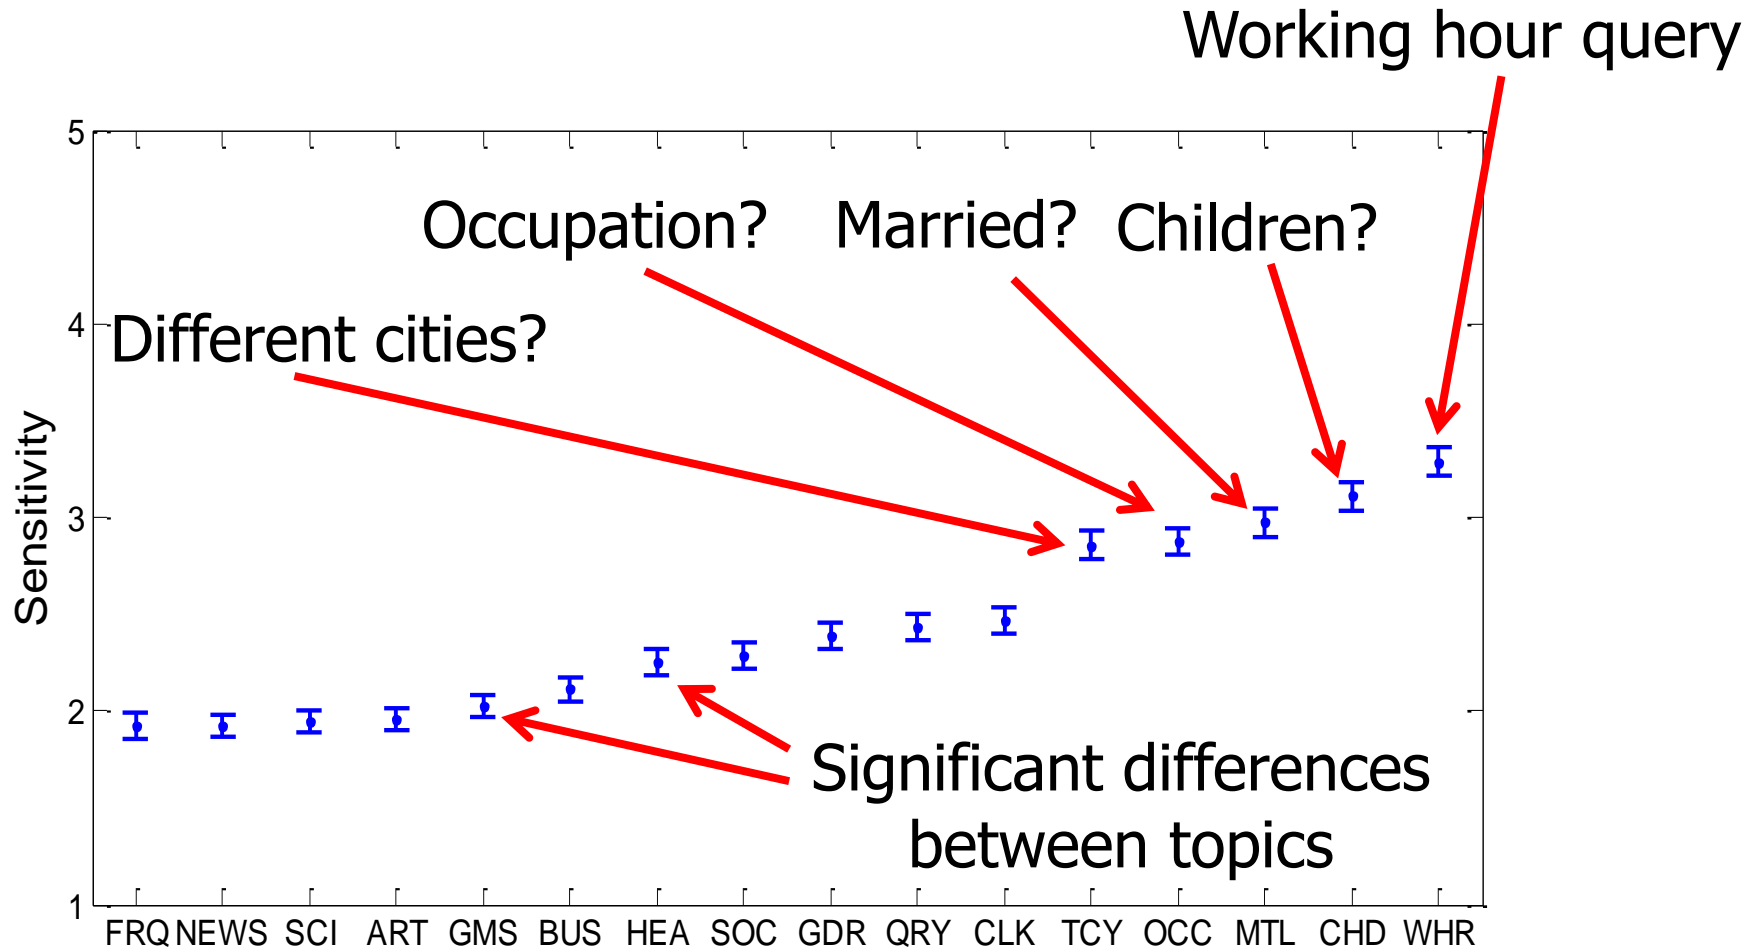 Working hour query
5
Occupation? Married? Children?
4
Different cities?
Sensitivity
3
2
Significant differences
between topics
1
FRQ NEWS SCI ART GMS BUS HEA SOC GDR QRY CLK TCY OCC MTL CHD WHR